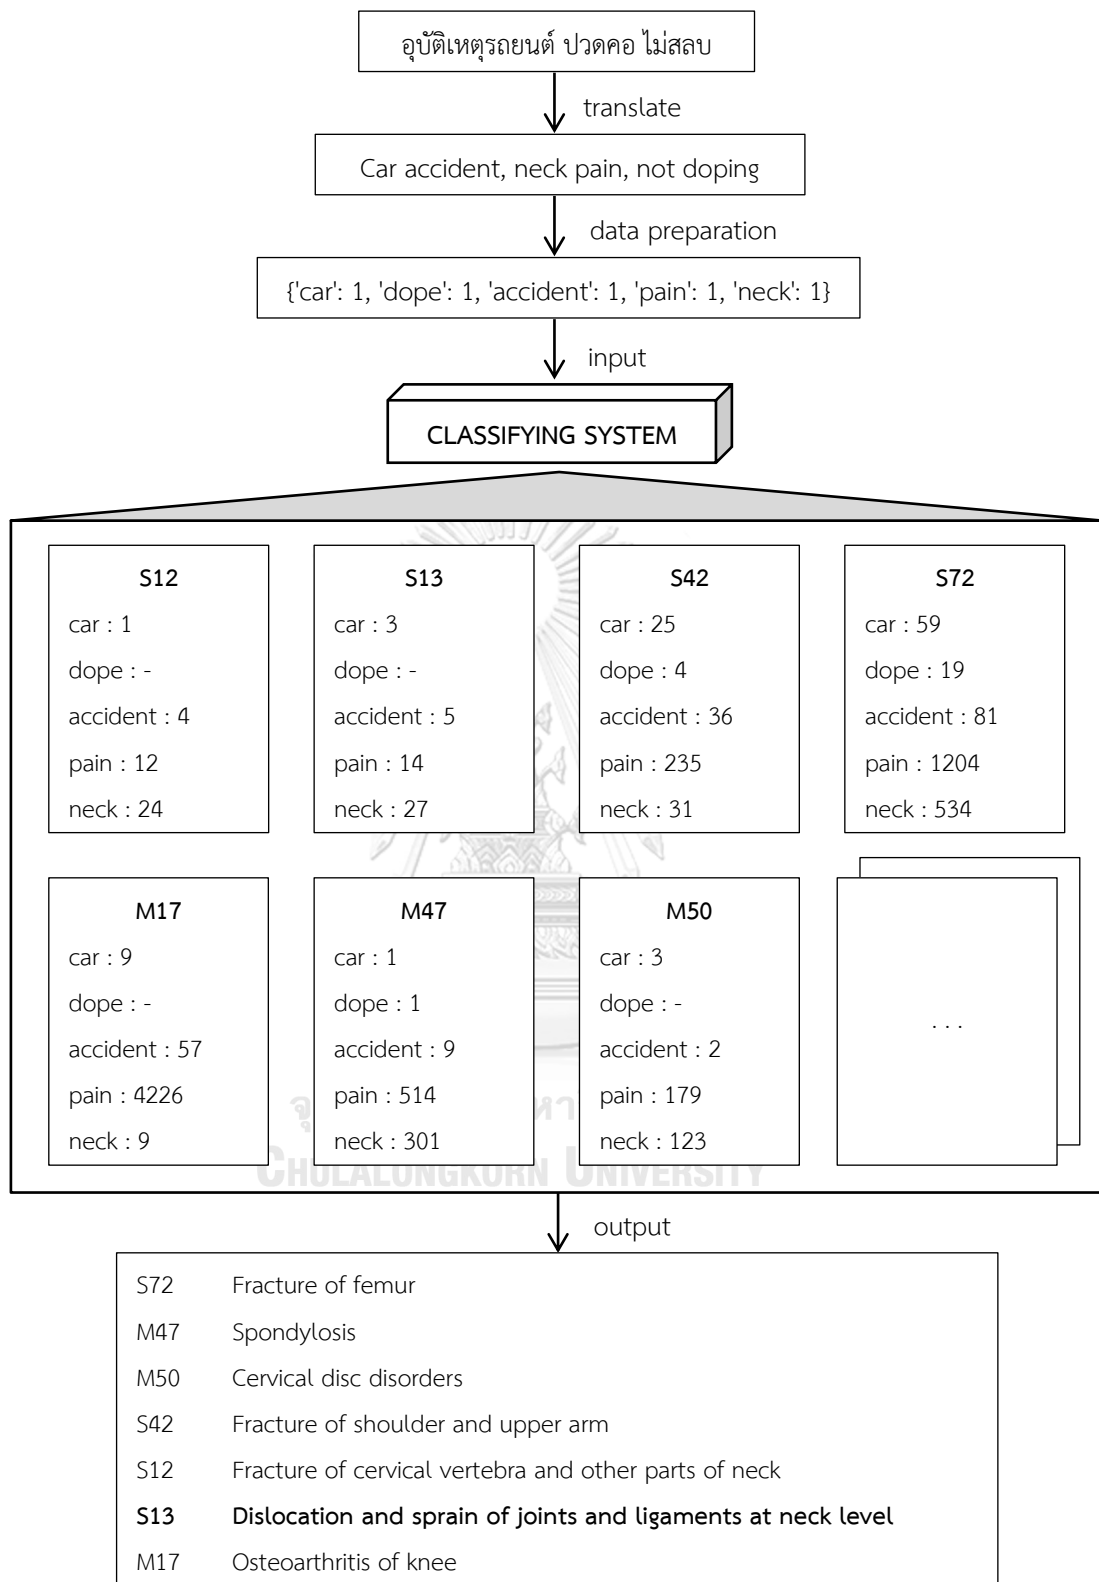 อุบัติเหตุรถยนต์ ปวดคอ ไม่สลบ
translate
Car accident, neck pain, not doping
data preparation
{'car': 1, 'dope': 1, 'accident': 1, 'pain': 1, 'neck': 1}
input
CLASSIFYING SYSTEM
S12
car : 1
dope : -
accident : 4
pain : 12
neck : 24
S13
car : 3
dope : -
accident : 5
pain : 14
neck : 27
S42
car : 25
dope : 4
accident : 36
pain : 235
neck : 31
S72
car : 59
dope : 19
accident : 81
pain : 1204
neck : 534
M17
car : 9
dope : -
accident : 57
pain : 4226
neck : 9
M47
car : 1
dope : 1
accident : 9
pain : 514
neck : 301
M50
car : 3
dope : -
accident : 2
pain : 179
neck : 123
. . .
CHULALONGKORN UNIVERSITY
output
S72 Fracture of femur
M47 Spondylosis
M50 Cervical disc disorders
S42 Fracture of shoulder and upper arm
S12 Fracture of cervical vertebra and other parts of neck
S13 Dislocation and sprain of joints and ligaments at neck level
M17 Osteoarthritis of knee